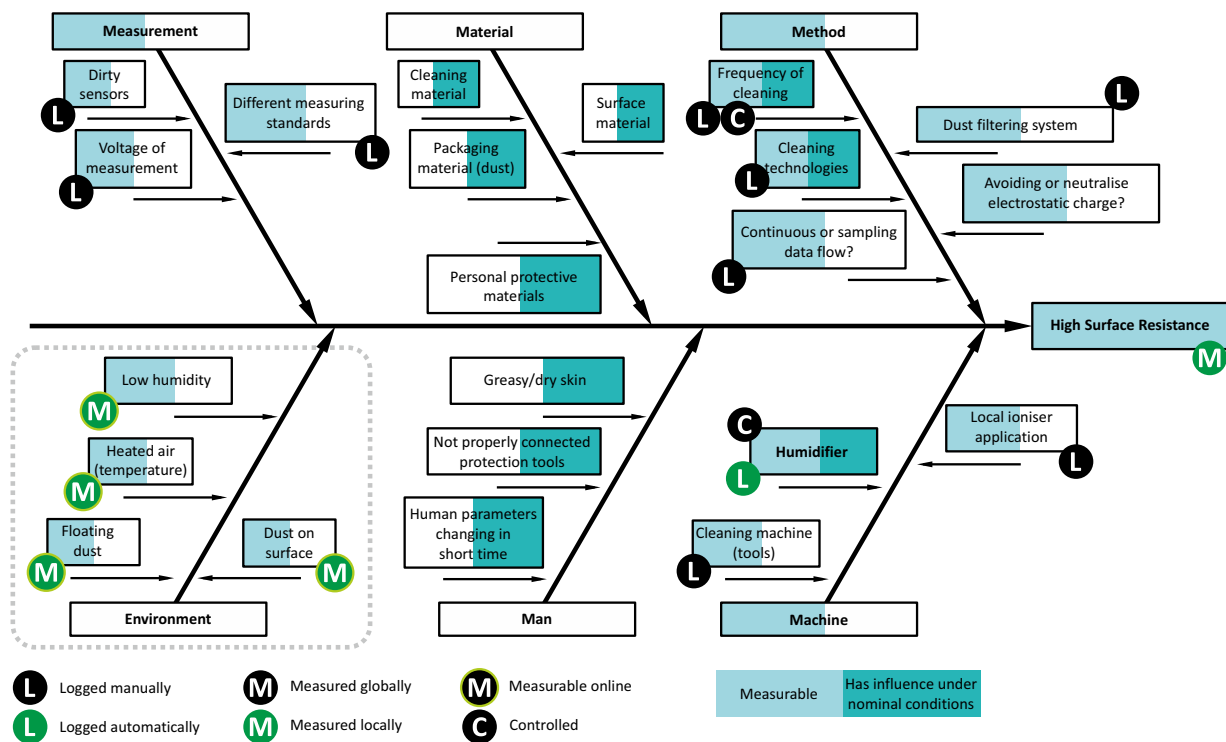 Measurement
Material
Method
Dirty
sensors
L
Different measuring
standards
L
Voltage of
measurement
L
Cleaning
material
Surface
material
Packaging
material (dust)
Personal protective
materials
Frequency of
cleaning
L
C
L
Dust filtering system
Cleaning
technologies
L
Avoiding or neutralise
electrostatic charge?
Continuous or sampling
data flow?
L
High Surface Resistance
M
Low humidity
M
Heated air
(temperature)
M
Floating
dust
M
Dust on
surface
M
Environment
Greasy/dry skin
Not properly connected
protection tools
Human parameters
changing in
short time
Man
C
Humidifier
L
Local ioniser
application
L
Cleaning machine
(tools)
L
Machine
L Logged manually
M Measured globally
M Measurable online
L Logged automatically
M Measured locally
C Controlled
Measurable
Has influence under
nominal conditions